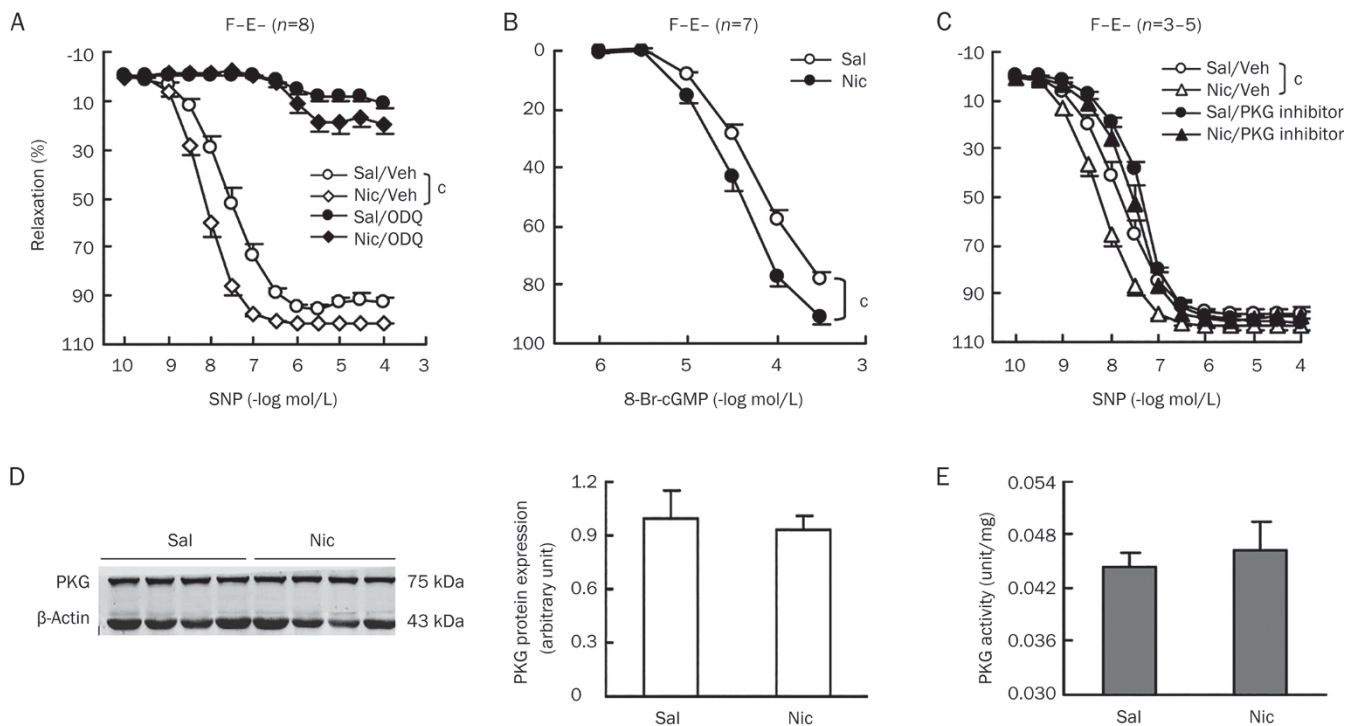 A
F–E– (n=8)
-10
10
30
50
70
90
110
Relaxation (%)
Sal/Veh
Nic/Veh
c
Sal/ODQ
Nic/ODQ
10 9 8 7 6 5 4 3
SNP (-log mol/L)
B
F–E– (n=7)
0
20
40
60
80
100
Sal
Nic
c
6 5 4 3
8-Br-cGMP (-log mol/L)
C
F–E– (n=3–5)
-10
10
30
50
70
90
110
Sal/Veh
Nic/Veh
c
Sal/PKG inhibitor
Nic/PKG inhibitor
10 9 8 7 6 5 4
SNP (-log mol/L)
D
Sal Nic
PKG 75 kDa
β-Actin 43 kDa
PKG protein expression
(arbitrary unit)
1.2
0.9
0.6
0.3
0
Sal Nic
E
PKG activity (unit/mg)
0.054
0.048
0.042
0.036
0.030
Sal Nic